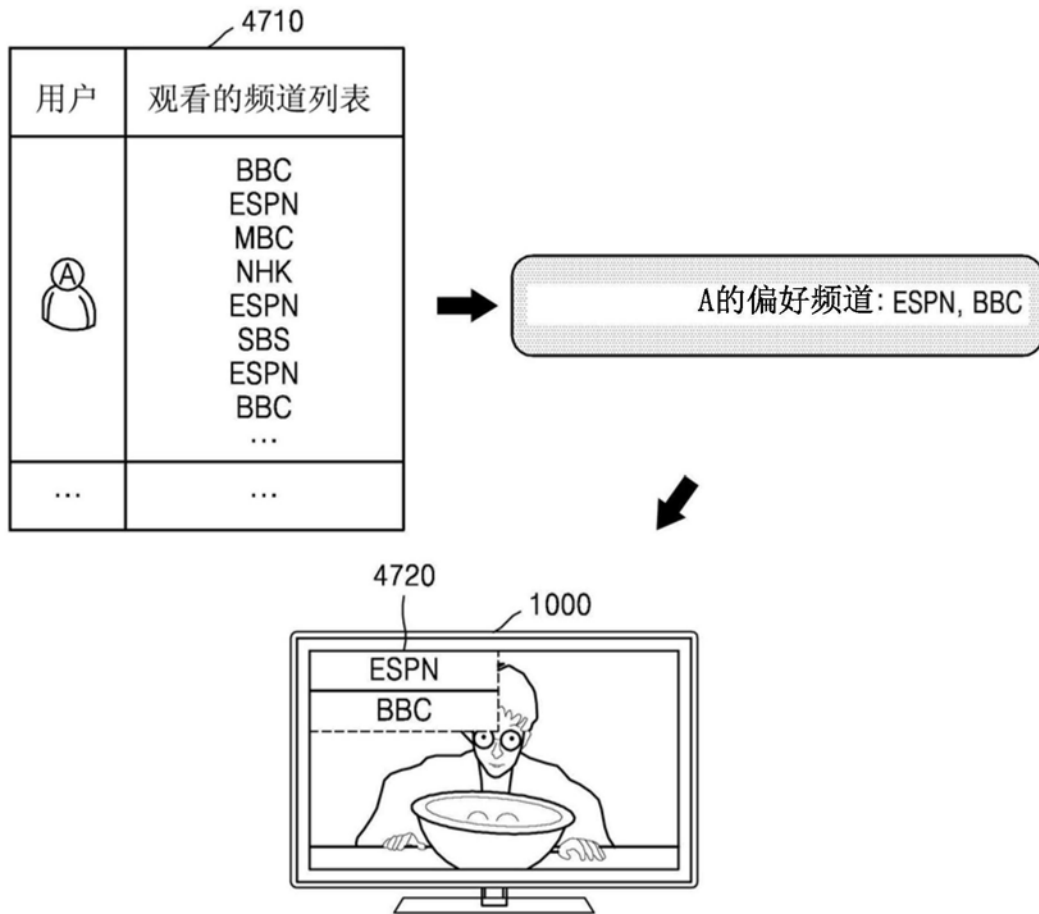 4710
用户
观看的频道列表
BBC
ESPN
MBC
NHK
ESPN
SBS
ESPN
BBC
...
A
...
...
A的偏好频道: ESPN, BBC
4720
1000
ESPN
BBC